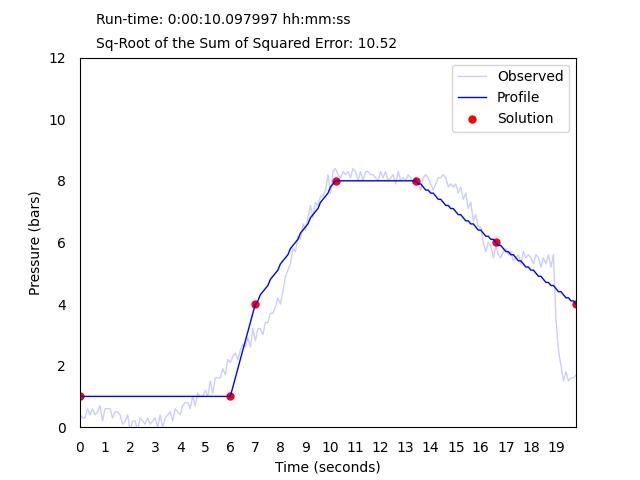 Run-time: 0:00:10.097997 hh:mm:ss
Sq-Root of the Sum of Squared Error: 10.52
12
10
8
6
4
2
0
Pressure (bars)
Observed
Profile
Solution
0 1 2 3 4 5 6 7 8 9 10 11 12 13 14 15 16 17 18 19
Time (seconds)